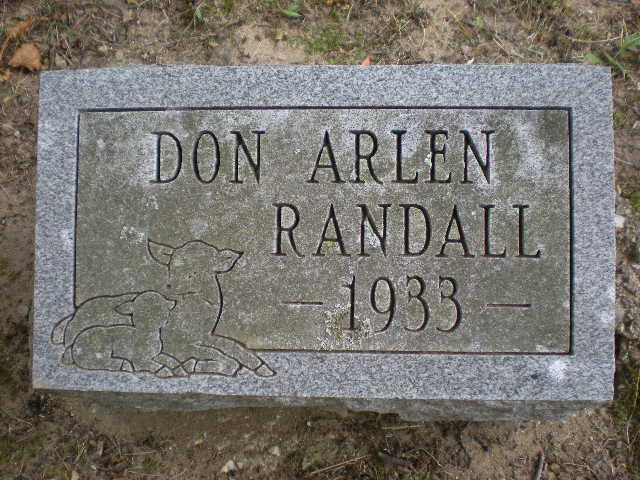 DON ARLEN
RANDALL
– 1933 –